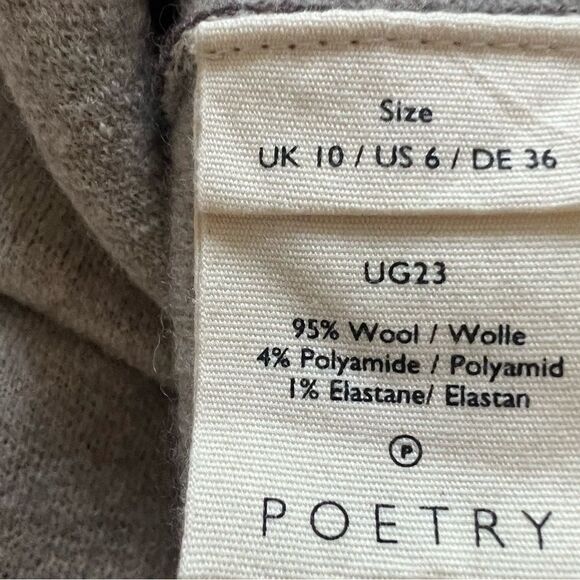 Size
UK 10 / US 6 / DE 36
UG23
95% Wool / Wolle
4% Polyamide / Polyamid
1% Elastane/ Elastan
P
POETRY